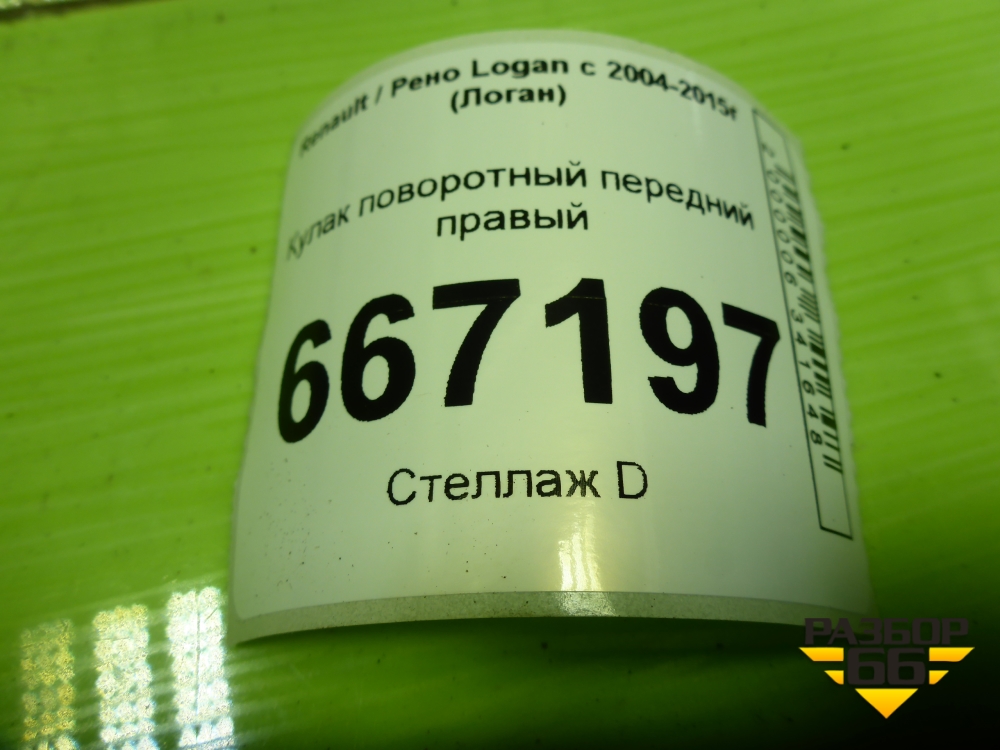 Renault / Рено Logan с 2004-2015г
(Логан)
Кулак поворотный передний
правый
667197
Стеллаж D
2000006341648
РАЗБОР
66